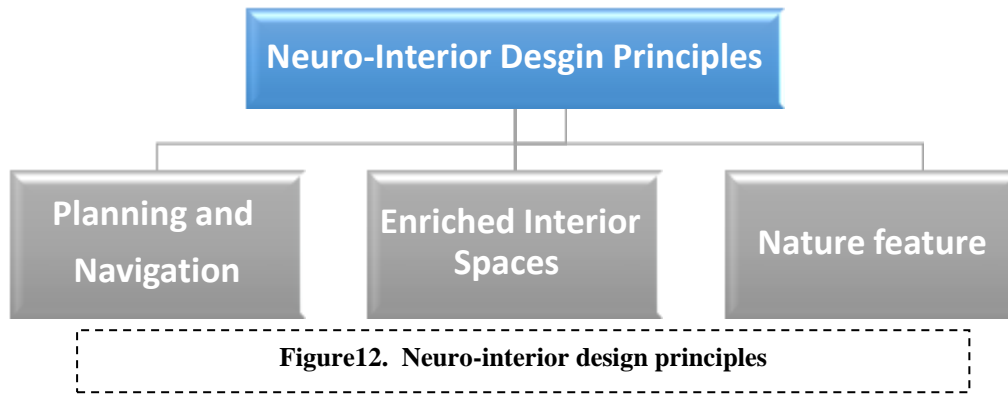 Neuro-Interior Desgin Principles
Planning and
Navigation
Enriched Interior
Spaces
Nature feature
Figure12. Neuro-interior design principles